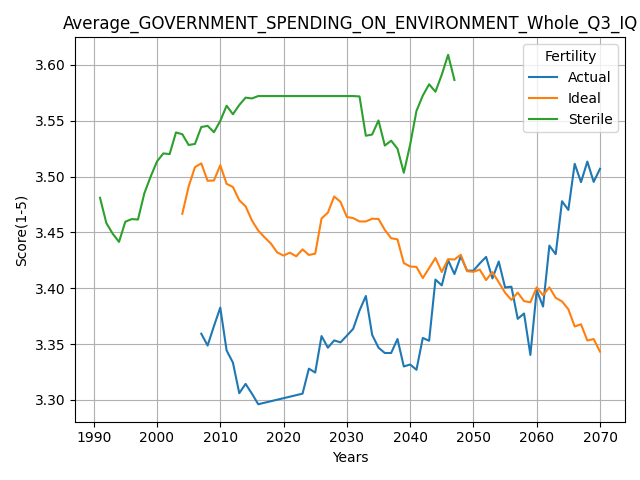 Average_GOVERNMENT_SPENDING_ON_ENVIRONMENT_Whole_Q3_IQ
Fertility
Actual
Ideal
Sterile
Score(1-5)
3.60
3.55
3.50
3.45
3.40
3.35
3.30
1990 2000 2010 2020 2030 2040 2050 2060 2070
Years